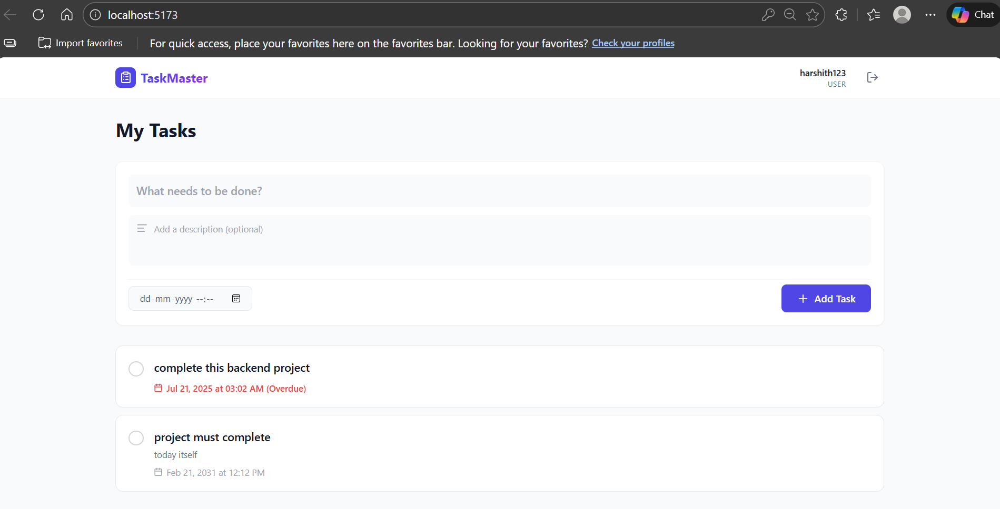 localhost:5173
Chat
Import favorites
For quick access, place your favorites here on the favorites bar. Looking for your favorites? Check your profiles
TaskMaster
harshith123
USER
My Tasks
What needs to be done?
Add a description (optional)
dd-mm-yyyy --:--
+ Add Task
complete this backend project
Jul 21, 2025 at 03:02 AM (Overdue)
project must complete
today itself
Feb 21, 2031 at 12:12 PM